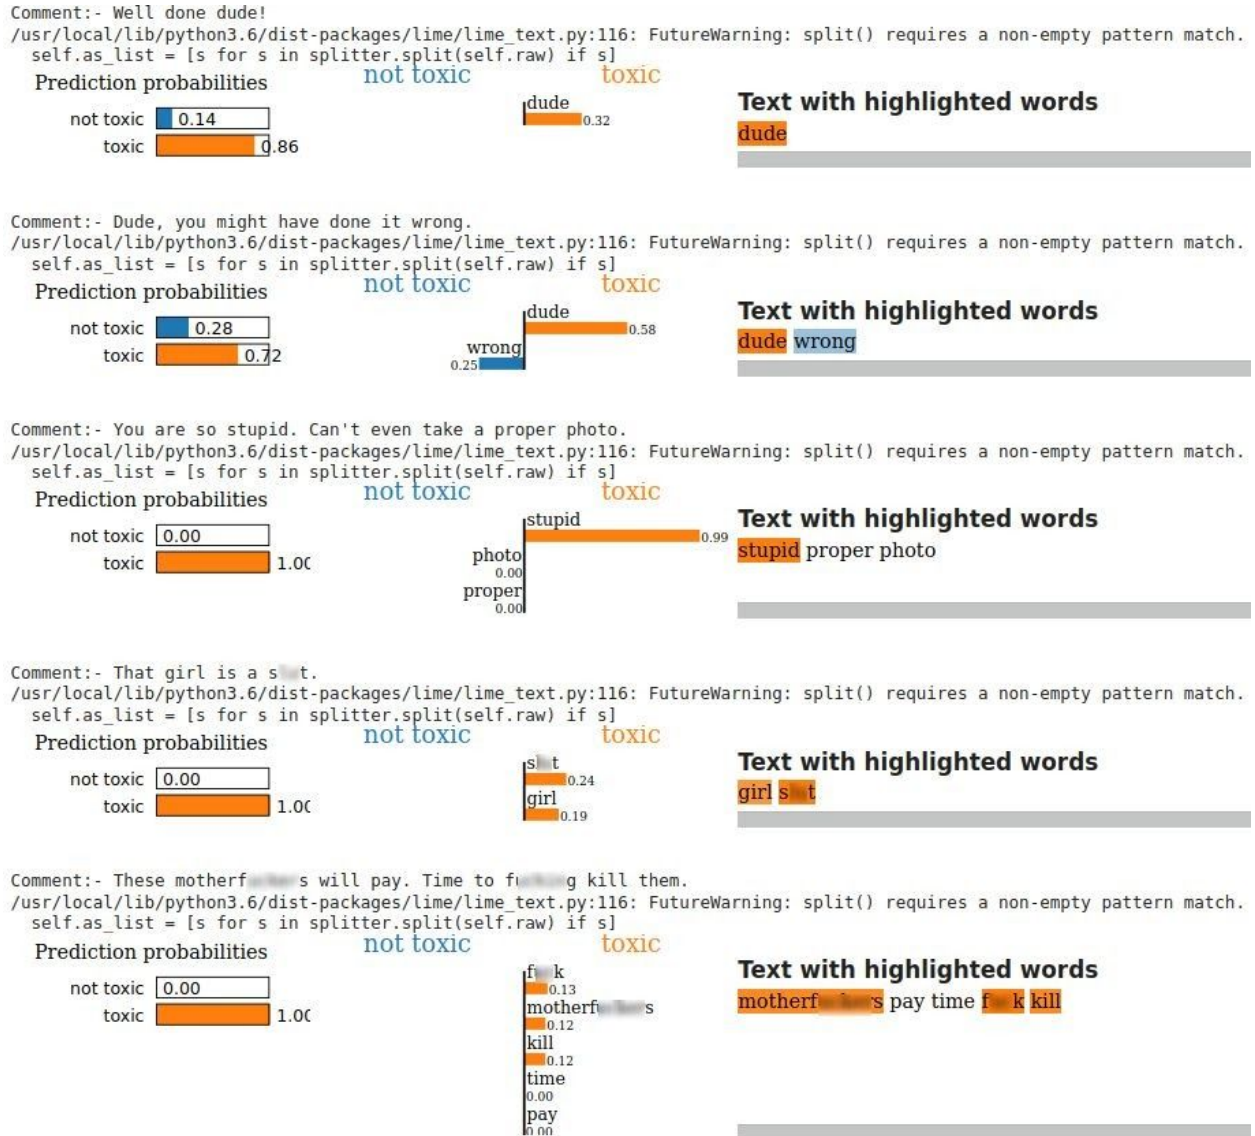 Comment:- Well done dude!
/usr/local/lib/python3.6/dist-packages/lime/lime_text.py:116: FutureWarning: split() requires a non-empty pattern match.
self.as_list = [s for s in splitter.split(self.raw) if s]
Prediction probabilities
not toxic 0.14
toxic 0.86
not toxic toxic
dude
0.32
Text with highlighted words
dude
Comment:- Dude, you might have done it wrong.
/usr/local/lib/python3.6/dist-packages/lime/lime_text.py:116: FutureWarning: split() requires a non-empty pattern match.
self.as_list = [s for s in splitter.split(self.raw) if s]
Prediction probabilities
not toxic 0.28
toxic 0.72
not toxic toxic
dude
0.58
wrong
0.25
Text with highlighted words
dude wrong
Comment:- You are so stupid. Can't even take a proper photo.
/usr/local/lib/python3.6/dist-packages/lime/lime_text.py:116: FutureWarning: split() requires a non-empty pattern match.
self.as_list = [s for s in splitter.split(self.raw) if s]
Prediction probabilities
not toxic 0.00
toxic 1.00
not toxic toxic
stupid
0.99
photo
0.00
proper
0.00
Text with highlighted words
stupid proper photo
Comment:- That girl is a
/usr/local/lib/python3.6/dist-packages/lime/lime_text.py:116: FutureWarning: split() requires a non-empty pattern match.
self.as_list = [s for s in splitter.split(self.raw) if s]
Prediction probabilities
not toxic 0.00
toxic 1.00
not toxic toxic
0.24
girl
0.19
Text with highlighted words
girl
Comment:- These will pay. Time to kill them.
/usr/local/lib/python3.6/dist-packages/lime/lime_text.py:116: FutureWarning: split() requires a non-empty pattern match.
self.as_list = [s for s in splitter.split(self.raw) if s]
Prediction probabilities
not toxic 0.00
toxic 1.00
not toxic toxic
0.13
0.12
kill
0.12
time
0.00
pay
0.00
Text with highlighted words
pay time kill